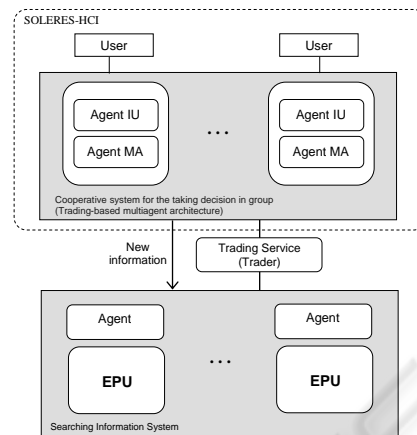 SOLERES-HCI
User User
Agent IU Agent IU
...
Agent MA Agent MA
Cooperative system for the taking decision in group
(Trading-based multiagent architecture)
New
information
Trading Service
(Trader)
Agent Agent
...
EPU EPU
Searching Information System